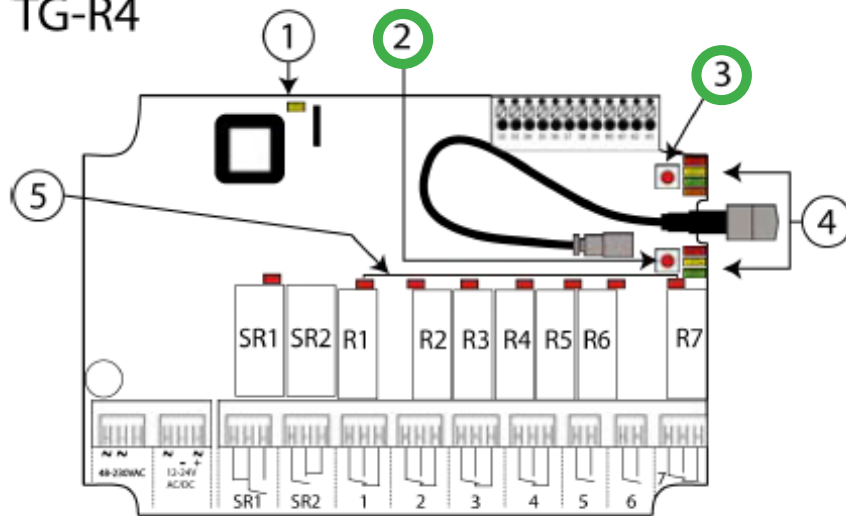 TG-R4
1
2
3
4
5
SR1 SR2 R1 R2 R3 R4 R5 R6 R7
~ ~ ~ - ~+
48-230VAC 12-24V
AC/DC
SR1 SR2 1 2 3 4 5 6 7